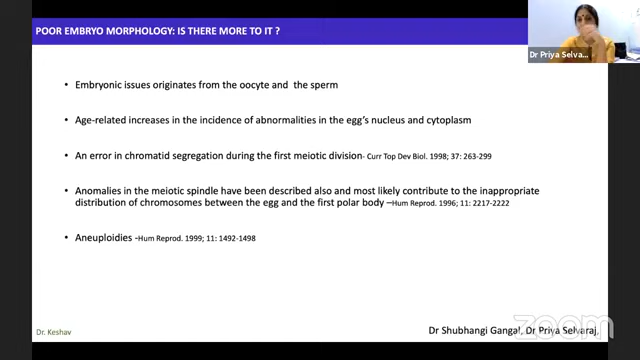 POOR EMBRYO MORPHOLOGY: IS THERE MORE TO IT ?
Dr Priya Selva...
• Embryonic issues originates from the oocyte and the sperm
• Age-related increases in the incidence of abnormalities in the egg's nucleus and cytoplasm
• An error in chromatid segregation during the first meiotic division- Curr Top Dev Biol. 1998; 37: 263-299
• Anomalies in the meiotic spindle have been described also and most likely contribute to the inappropriate
distribution of chromosomes between the egg and the first polar body –Hum Reprod. 1996; 11: 2217-2222
• Aneuploidies -Hum Reprod. 1999; 11: 1492-1498
Dr. Keshav
Dr Shubhangi Gangal, Dr Priya Selvaraj,
zoom